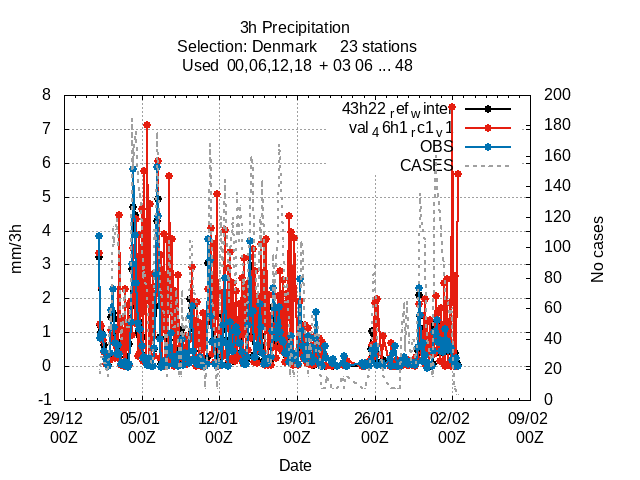 3h Precipitation
Selection: Denmark 23 stations
Used 00,06,12,18 + 03 06 ... 48
43h22refwinter
val46h1rc1v1
OBS
CASES
8
7
6
5
4
3
2
1
0
-1
200
180
160
140
120
100
80
60
40
20
0
mm/3h
No cases
29/12 05/01 12/01 19/01 26/01 02/02 09/02
00Z 00Z 00Z 00Z 00Z 00Z 00Z
Date